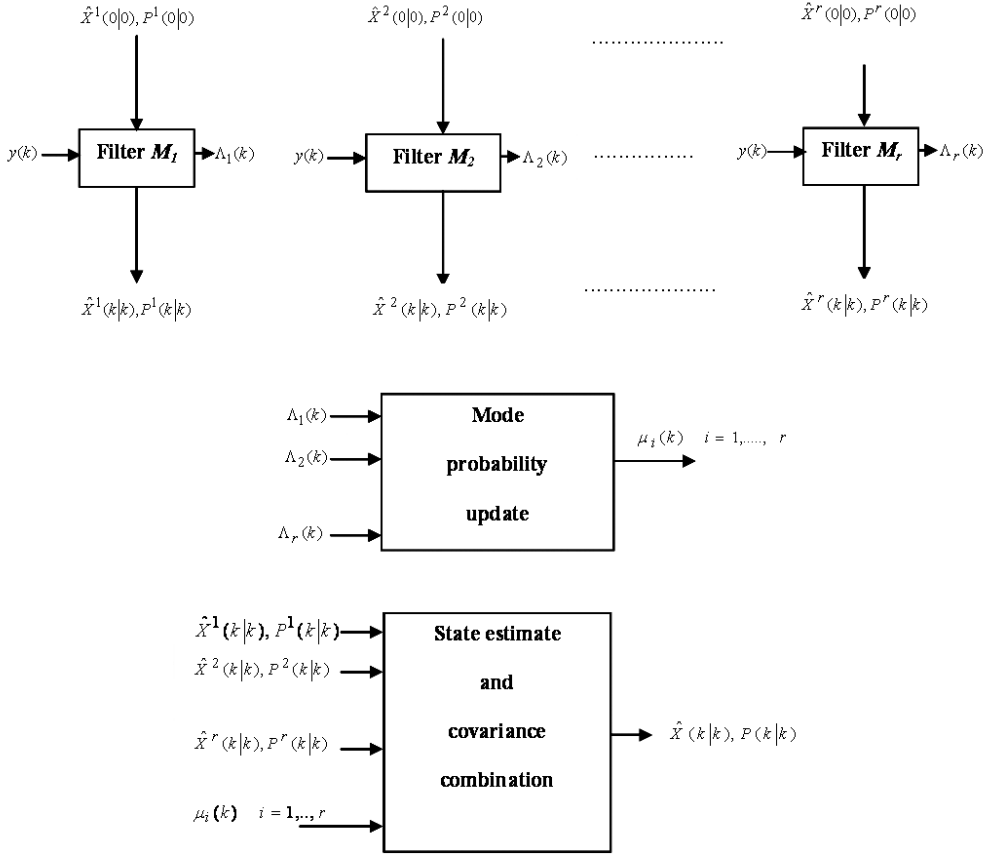 X̂¹(0|0), P¹(0|0)
X̂²(0|0), P²(0|0)
X̂ʳ(0|0), Pʳ(0|0)
........................
y(k)
Filter M₁
Λ₁(k)
y(k)
Filter M₂
Λ₂(k)
........................
y(k)
Filter Mᵣ
Λᵣ(k)
X̂¹(k|k), P¹(k|k)
X̂²(k|k), P²(k|k)
........................
X̂ʳ(k|k), Pʳ(k|k)
Λ₁(k)
Λ₂(k)
Λᵣ(k)
Mode
probability
update
μᵢ(k) i = 1,....., r
X̂¹(k|k), P¹(k|k)
X̂²(k|k), P²(k|k)
X̂ʳ(k|k), Pʳ(k|k)
μᵢ(k) i = 1,.., r
State estimate
and
covariance
combination
X̂(k|k), P(k|k)